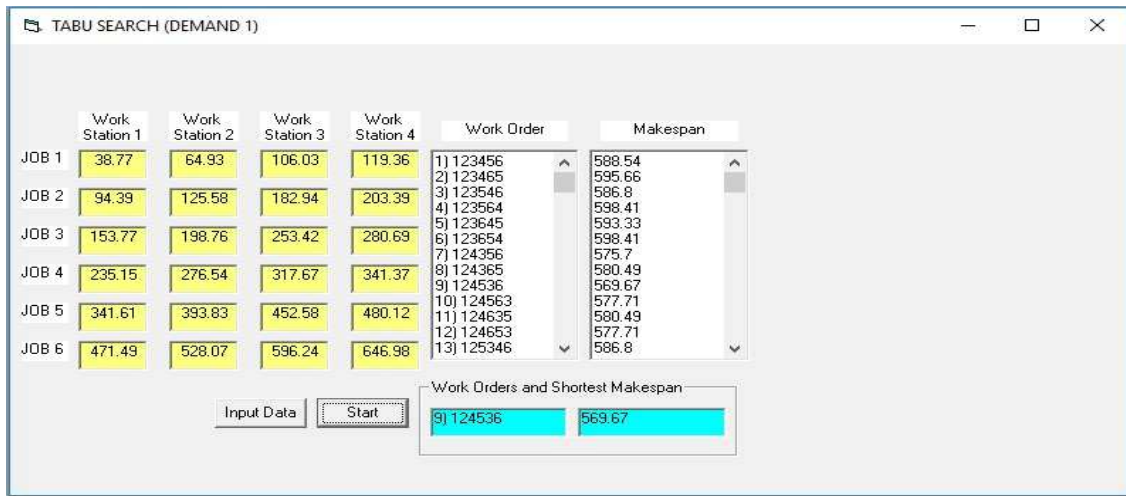 TABU SEARCH (DEMAND 1)
Work Station 1 Work Station 2 Work Station 3 Work Station 4 Work Order Makespan
JOB 1 38.77 64.93 106.03 119.36
JOB 2 94.39 125.58 182.94 203.39
JOB 3 153.77 198.76 253.42 280.69
JOB 4 235.15 276.54 317.67 341.37
JOB 5 341.61 393.83 452.58 480.12
JOB 6 471.49 528.07 596.24 646.98
1) 123456 588.54
2) 123465 595.66
3) 123546 586.8
4) 123564 598.41
5) 123645 593.33
6) 123654 598.41
7) 124356 575.7
8) 124365 580.49
9) 124536 569.67
10) 124563 577.71
11) 124635 580.49
12) 124653 577.71
13) 125346 586.8
Input Data Start
Work Orders and Shortest Makespan
9) 124536 569.67